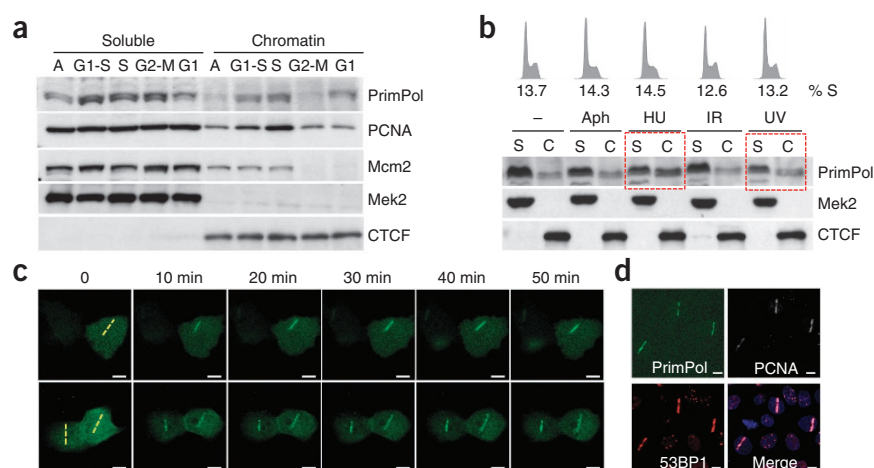 a
Soluble Chromatin
A G1-S S G2-M G1 A G1-S S G2-M G1
PrimPol
PCNA
Mcm2
Mek2
CTCF
b
13.7 14.3 14.5 12.6 13.2 % S
– Aph HU IR UV
S C S C S C S C S C
PrimPol
Mek2
CTCF
c
0 10 min 20 min 30 min 40 min 50 min
d
PrimPol PCNA
53BP1 Merge